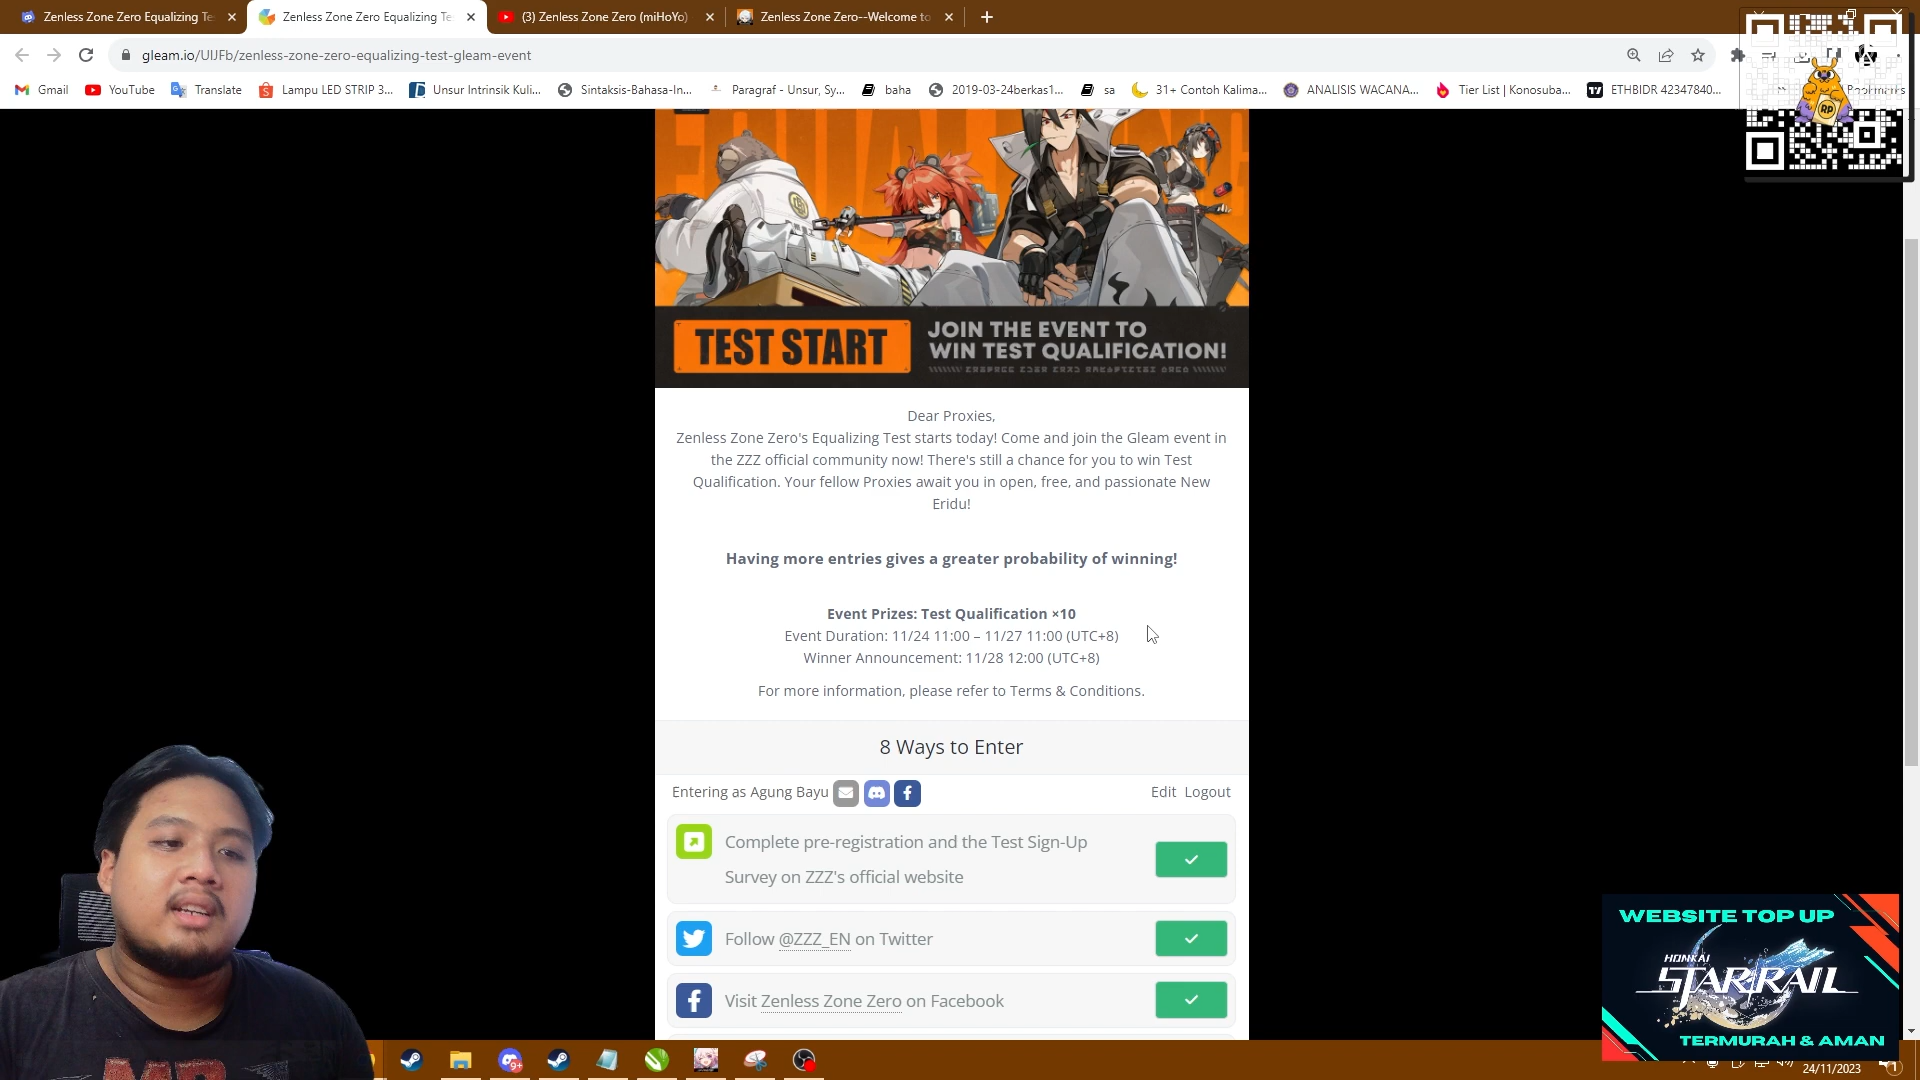 Zenless Zone Zero Equalizing Te
Zenless Zone Zero Equalizing Te
(3) Zenless Zone Zero (miHoYo)
Zenless Zone Zero--Welcome to
gleam.io/UIJFb/zenless-zone-zero-equalizing-test-gleam-event
Gmail
YouTube
Translate
Lampu LED STRIP 3...
Unsur Intrinsik Kuli...
Sintaksis-Bahasa-In...
Paragraf - Unsur, Sy...
baha
2019-03-24berkas1...
sa
31+ Contoh Kalima...
ANALISIS WACANA...
Tier List | Konosuba...
ETHBIDR 42347840...
RP
TEST START
JOIN THE EVENT TO
WIN TEST QUALIFICATION!
Dear Proxies,
Zenless Zone Zero's Equalizing Test starts today! Come and join the Gleam event in
the ZZZ official community now! There's still a chance for you to win Test
Qualification. Your fellow Proxies await you in open, free, and passionate New
Eridu!
Having more entries gives a greater probability of winning!
Event Prizes: Test Qualification ×10
Event Duration: 11/24 11:00 – 11/27 11:00 (UTC+8)
Winner Announcement: 11/28 12:00 (UTC+8)
For more information, please refer to Terms & Conditions.
8 Ways to Enter
Entering as Agung Bayu
Edit Logout
Complete pre-registration and the Test Sign-Up
Survey on ZZZ's official website
Follow @ZZZ_EN on Twitter
Visit Zenless Zone Zero on Facebook
WEBSITE TOP UP
HONKAI
STAR RAIL
TERMURAH & AMAN
9+
24/11/2023
1